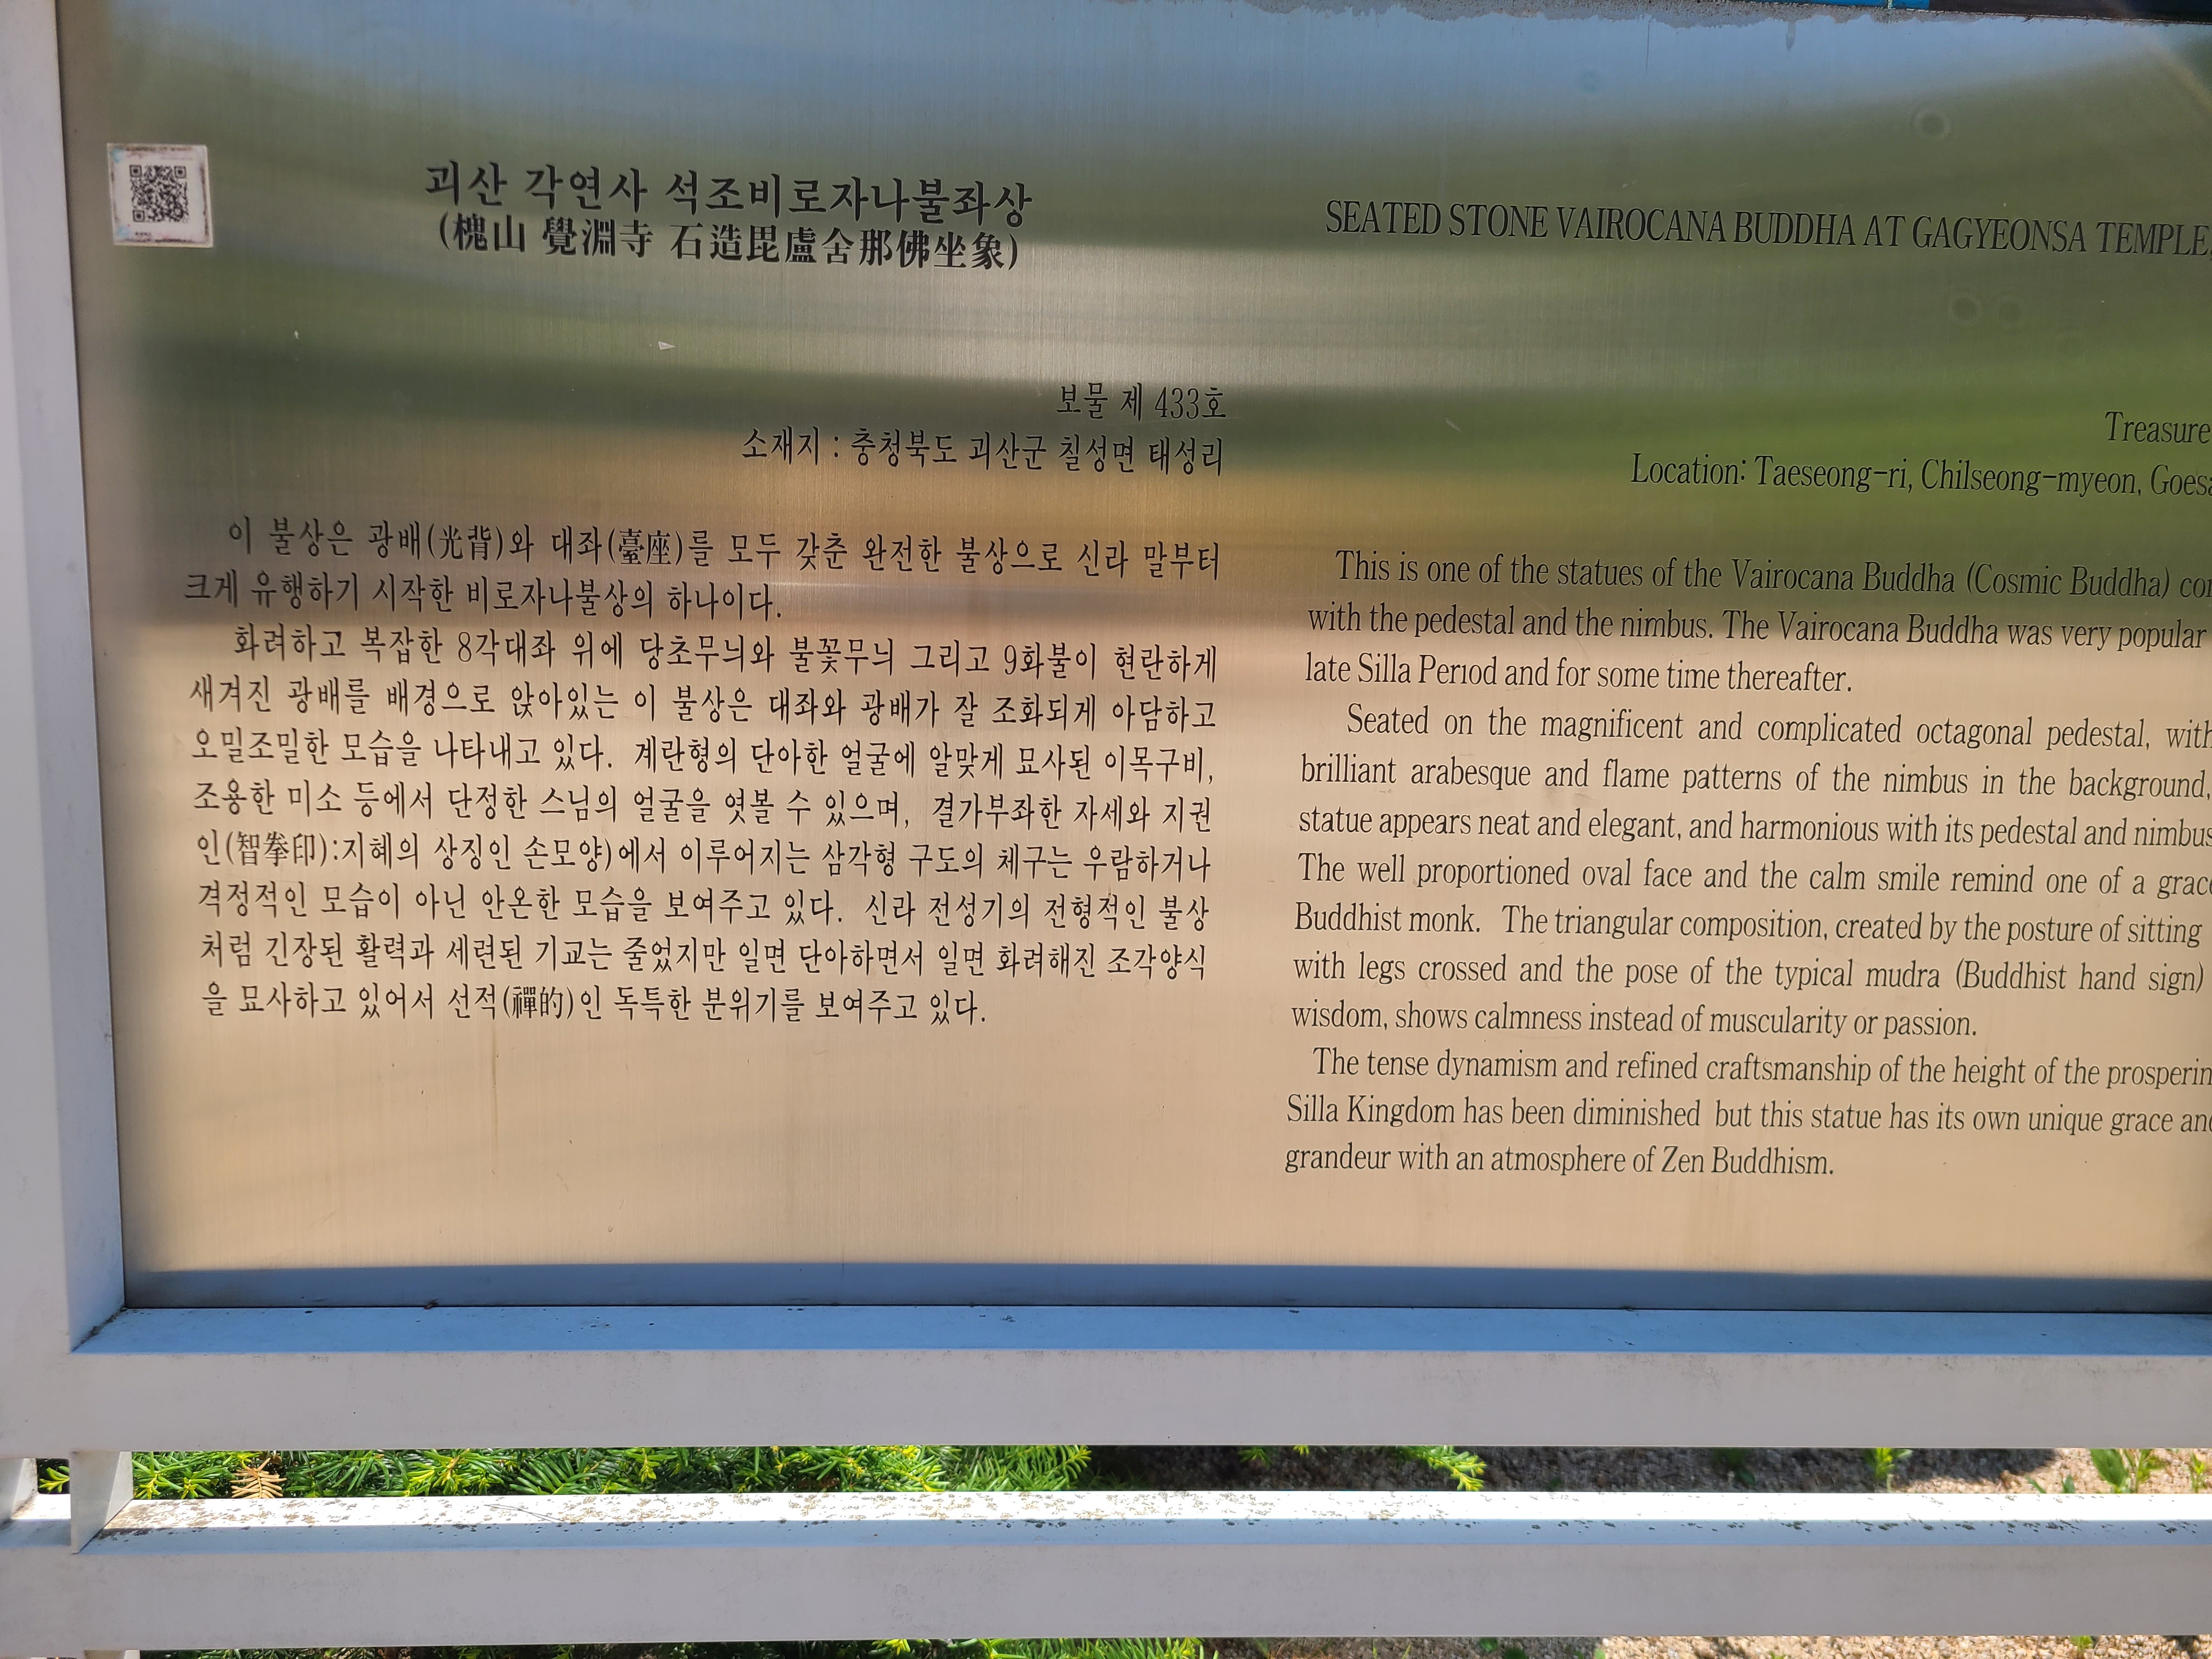 괴산 각연사 석조비로자나불좌상
(槐山 覺淵寺 石造毘盧舍那佛坐象)
보물 제 433호
소재지 : 충청북도 괴산군 칠성면 태성리
이 불상은 광배(光背)와 대좌(臺座)를 모두 갖춘 완전한 불상으로 신라 말부터
크게 유행하기 시작한 비로자나불상의 하나이다.
화려하고 복잡한 8각대좌 위에 당초무늬와 불꽃무늬 그리고 9화불이 현란하게
새겨진 광배를 배경으로 앉아있는 이 불상은 대좌와 광배가 잘 조화되게 아담하고
오밀조밀한 모습을 나타내고 있다. 계란형의 단아한 얼굴에 알맞게 묘사된 이목구비,
조용한 미소 등에서 단정한 스님의 얼굴을 엿볼 수 있으며, 결가부좌한 자세와 지권
인(智拳印):지혜의 상징인 손모양)에서 이루어지는 삼각형 구도의 체구는 우람하거나
격정적인 모습이 아닌 안온한 모습을 보여주고 있다. 신라 전성기의 전형적인 불상
처럼 긴장된 활력과 세련된 기교는 줄었지만 일면 단아하면서 일면 화려해진 조각양식
을 묘사하고 있어서 선적(禪的)인 독특한 분위기를 보여주고 있다.
SEATED STONE VAIROCANA BUDDHA AT GAGYEONSA TEMPLE,
Treasure
Location: Taeseong-ri, Chilseong-myeon,
This is one of the statues of the Vairocana Buddha (Cosmic Buddha)
with the pedestal and the nimbus. The Vairocana Buddha was very popular
late Silla Period and for some time thereafter.
Seated on the magnificent and complicated octagonal pedestal, with
brilliant arabesque and flame patterns of the nimbus in the background,
statue appears neat and elegant, and harmonious with its pedestal and nimbus
The well proportioned oval face and the calm smile remind one of a
Buddhist monk. The triangular composition, created by the posture of sitting
with legs crossed and the pose of the typical mudra (Buddhist hand sign)
wisdom, shows calmness instead of muscularity or passion.
The tense dynamism and refined craftsmanship of the height of the
Silla Kingdom has been diminished but this statue has its own unique grace
grandeur with an atmosphere of Zen Buddhism.